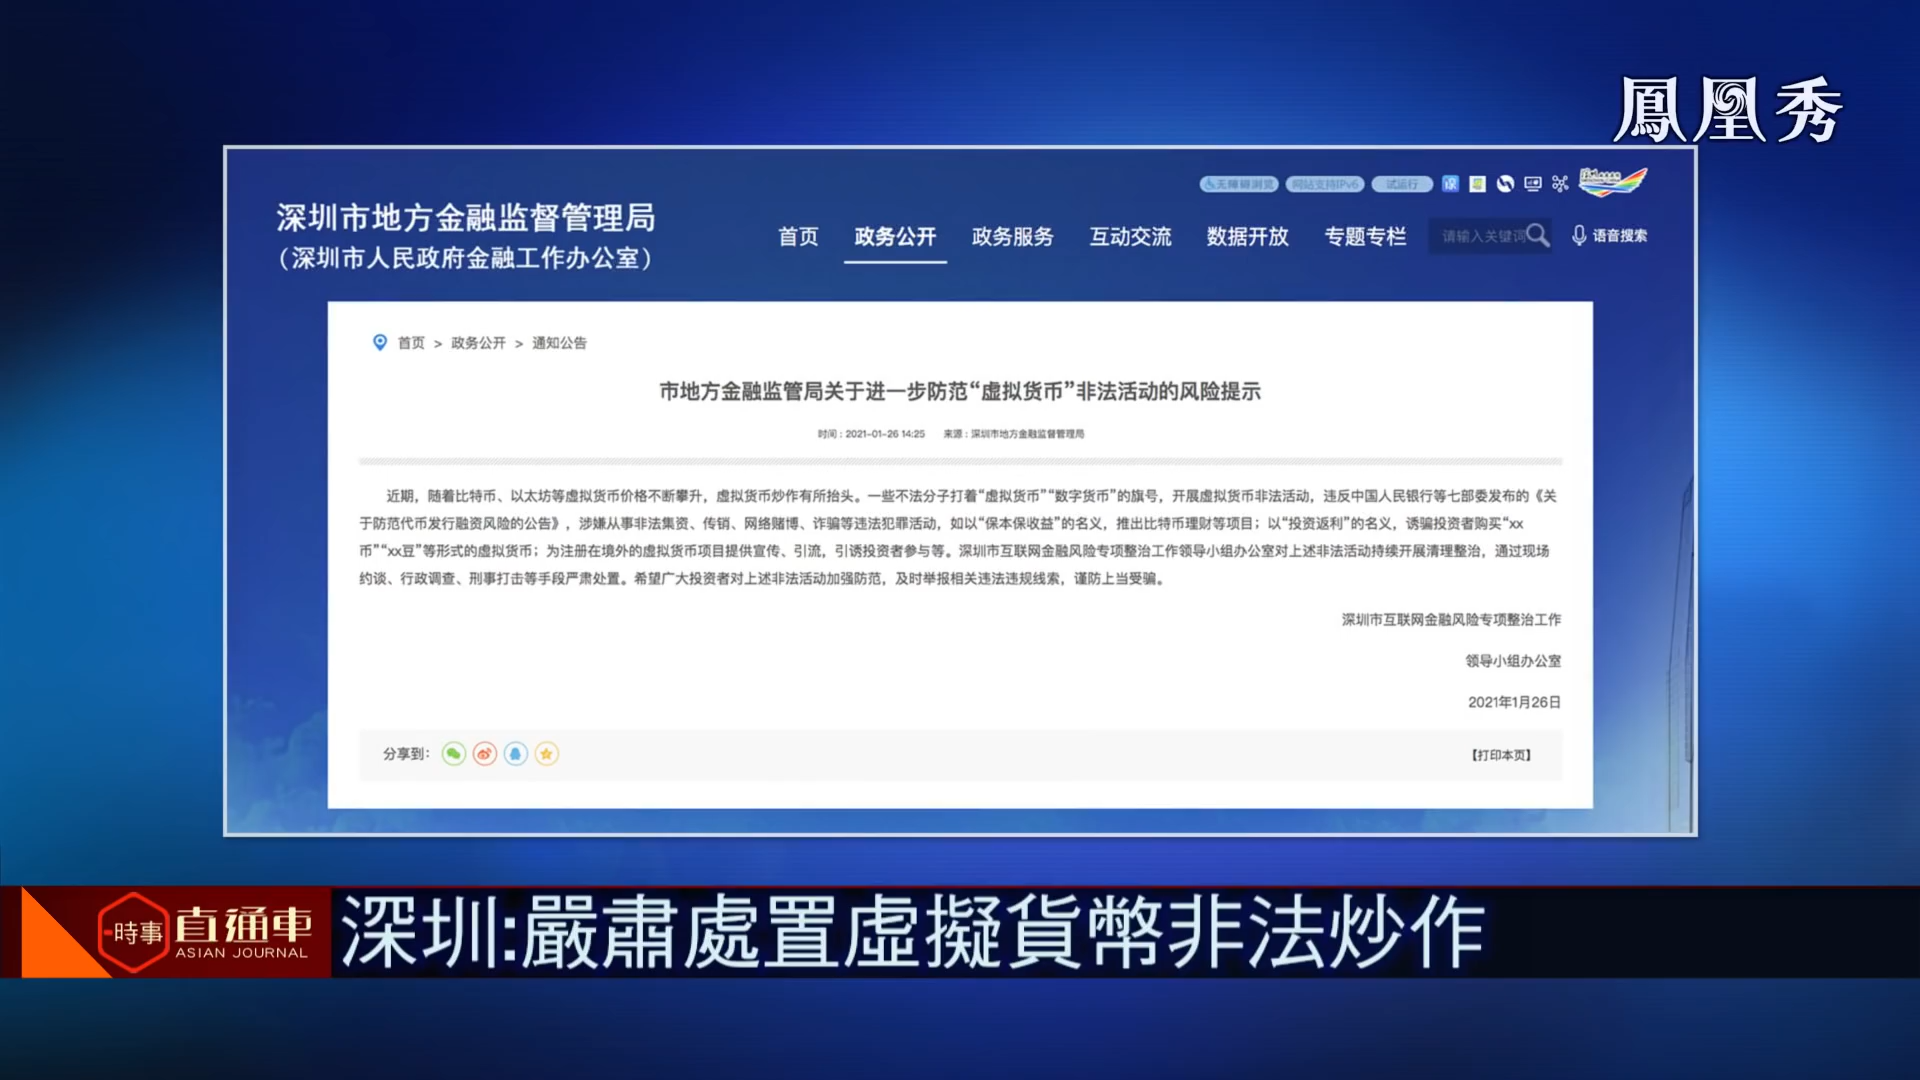 鳳凰秀
无障碍浏览 网站支持IPv6 试运行
深圳市地方金融监督管理局
（深圳市人民政府金融工作办公室）
首页 政务公开 政务服务 互动交流 数据开放 专题专栏 请输入关键词 语音搜索
首页 > 政务公开 > 通知公告
市地方金融监管局关于进一步防范“虚拟货币”非法活动的风险提示
时间：2021-01-26 14:25 来源：深圳市地方金融监督管理局
近期，随着比特币、以太坊等虚拟货币价格不断攀升，虚拟货币炒作有所抬头。一些不法分子打着“虚拟货币”“数字货币”的旗号，开展虚拟货币非法活动，违反中国人民银行等七部委发布的《关
于防范代币发行融资风险的公告》，涉嫌从事非法集资、传销、网络赌博、诈骗等违法犯罪活动，如以“保本保收益”的名义，推出比特币理财等项目；以“投资返利”的名义，诱骗投资者购买“xx
币”“xx豆”等形式的虚拟货币；为注册在境外的虚拟货币项目提供宣传、引流，引诱投资者参与等。深圳市互联网金融风险专项整治工作领导小组办公室对上述非法活动持续开展清理整治，通过现场
约谈、行政调查、刑事打击等手段严肃处置。希望广大投资者对上述非法活动加强防范，及时举报相关违法违规线索，谨防上当受骗。
深圳市互联网金融风险专项整治工作
领导小组办公室
2021年1月26日
分享到：
【打印本页】
時事 直通車
ASIAN JOURNAL
深圳:嚴肅處置虛擬貨幣非法炒作